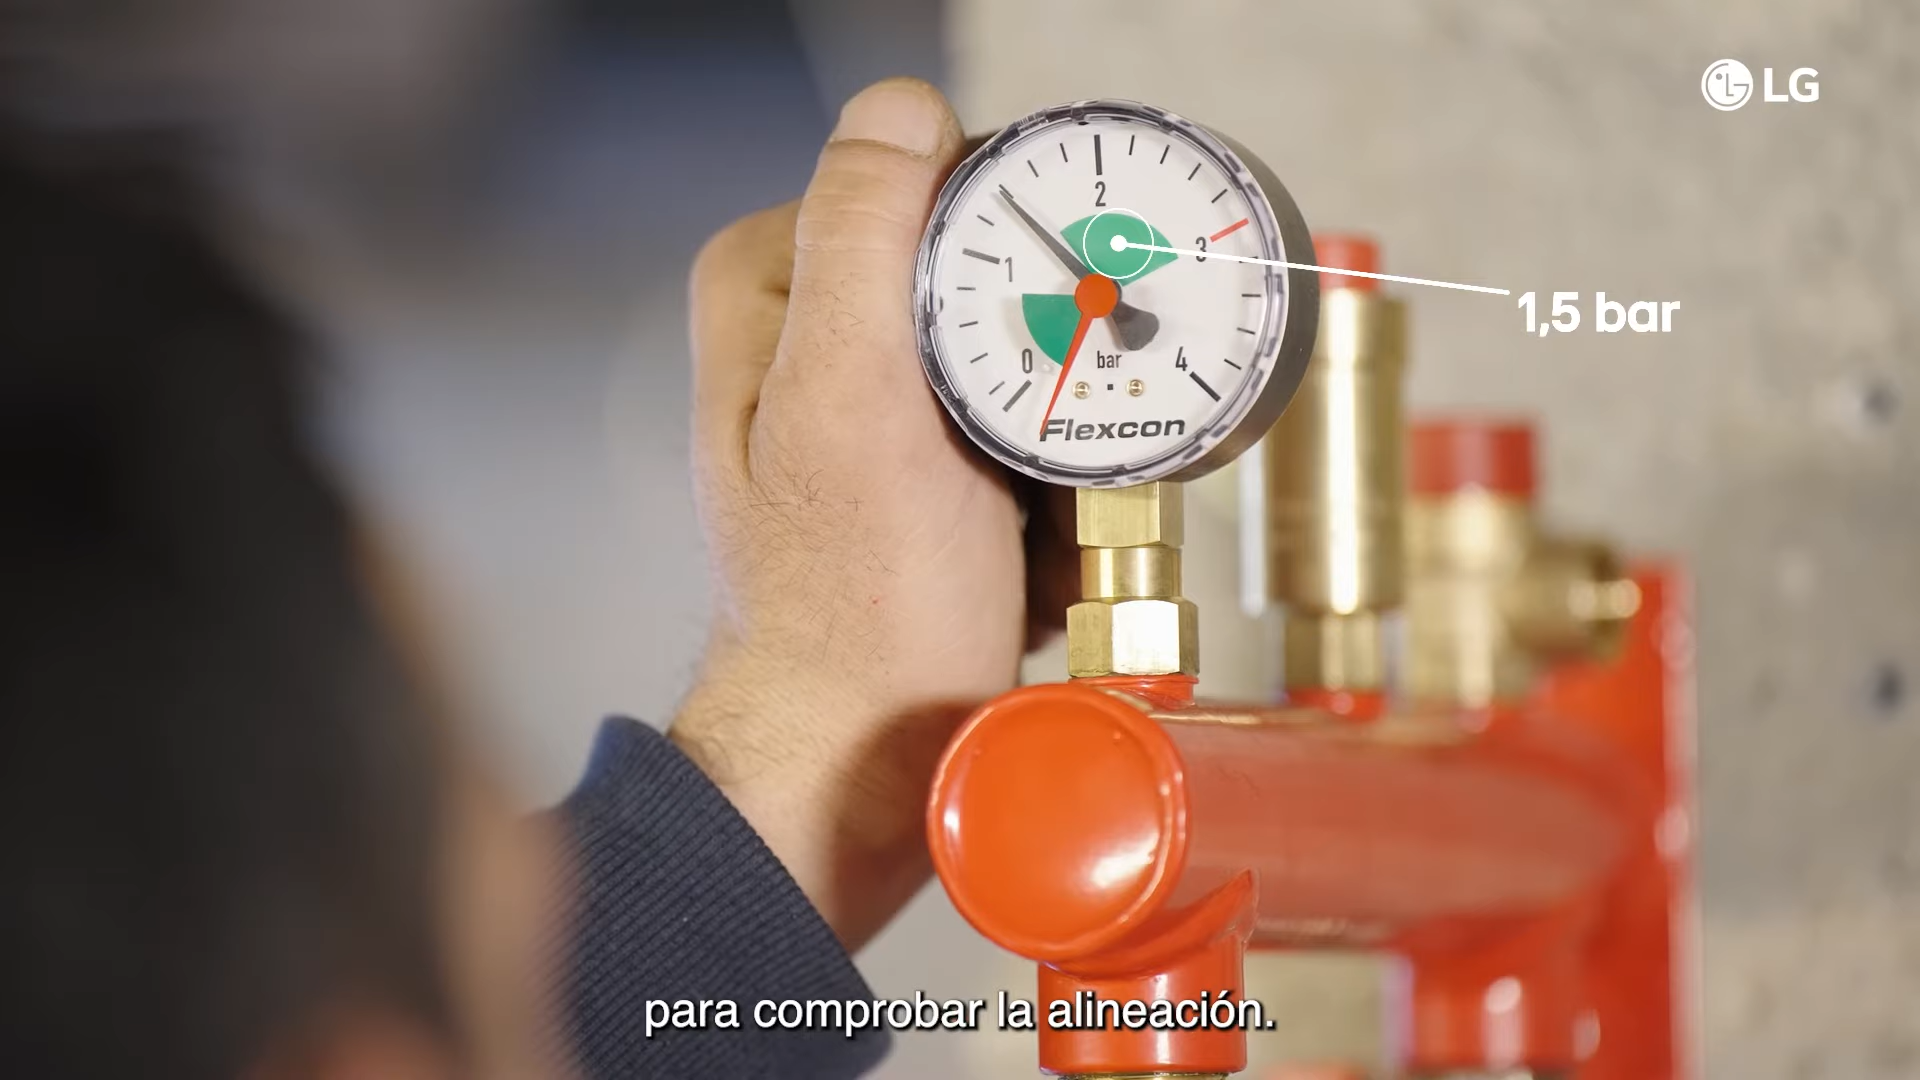 LG
2
1
3
1,5 bar
0
bar
4
Flexcon
para comprobar la alineación.